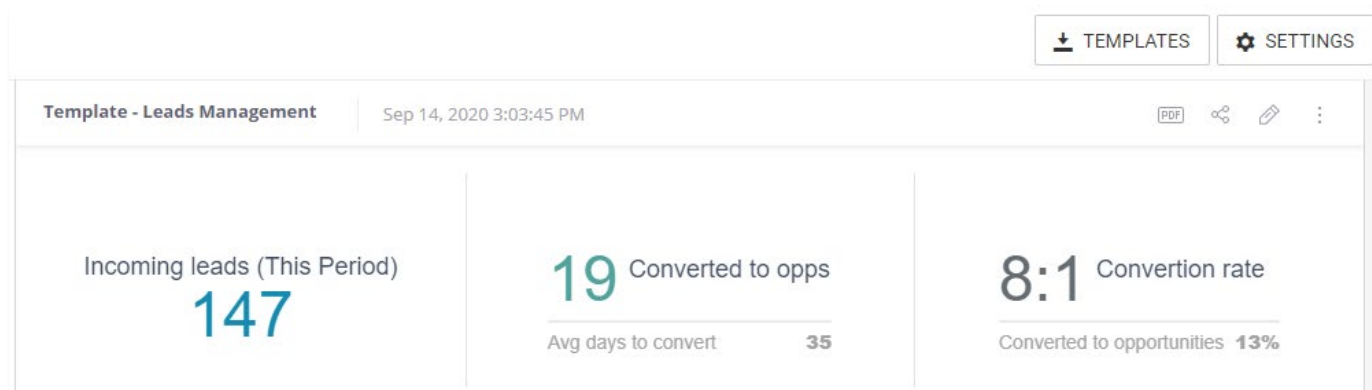 TEMPLATES
SETTINGS
Template - Leads Management
Sep 14, 2020 3:03:45 PM
PDF
Incoming leads (This Period)
147
19 Converted to opps
Avg days to convert 35
8:1 Convertion rate
Converted to opportunities 13%